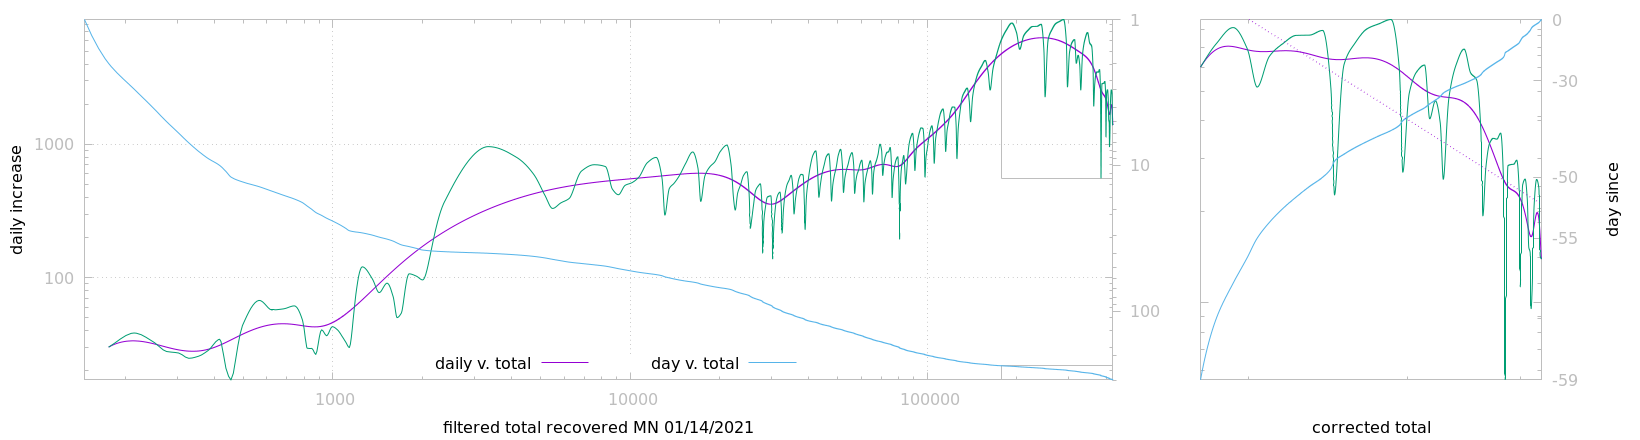 1
0
-30
1000
10
daily increase
-50
day since
-55
100
100
daily v. total
day v. total
-59
1000
10000
100000
filtered total recovered MN 01/14/2021
corrected total